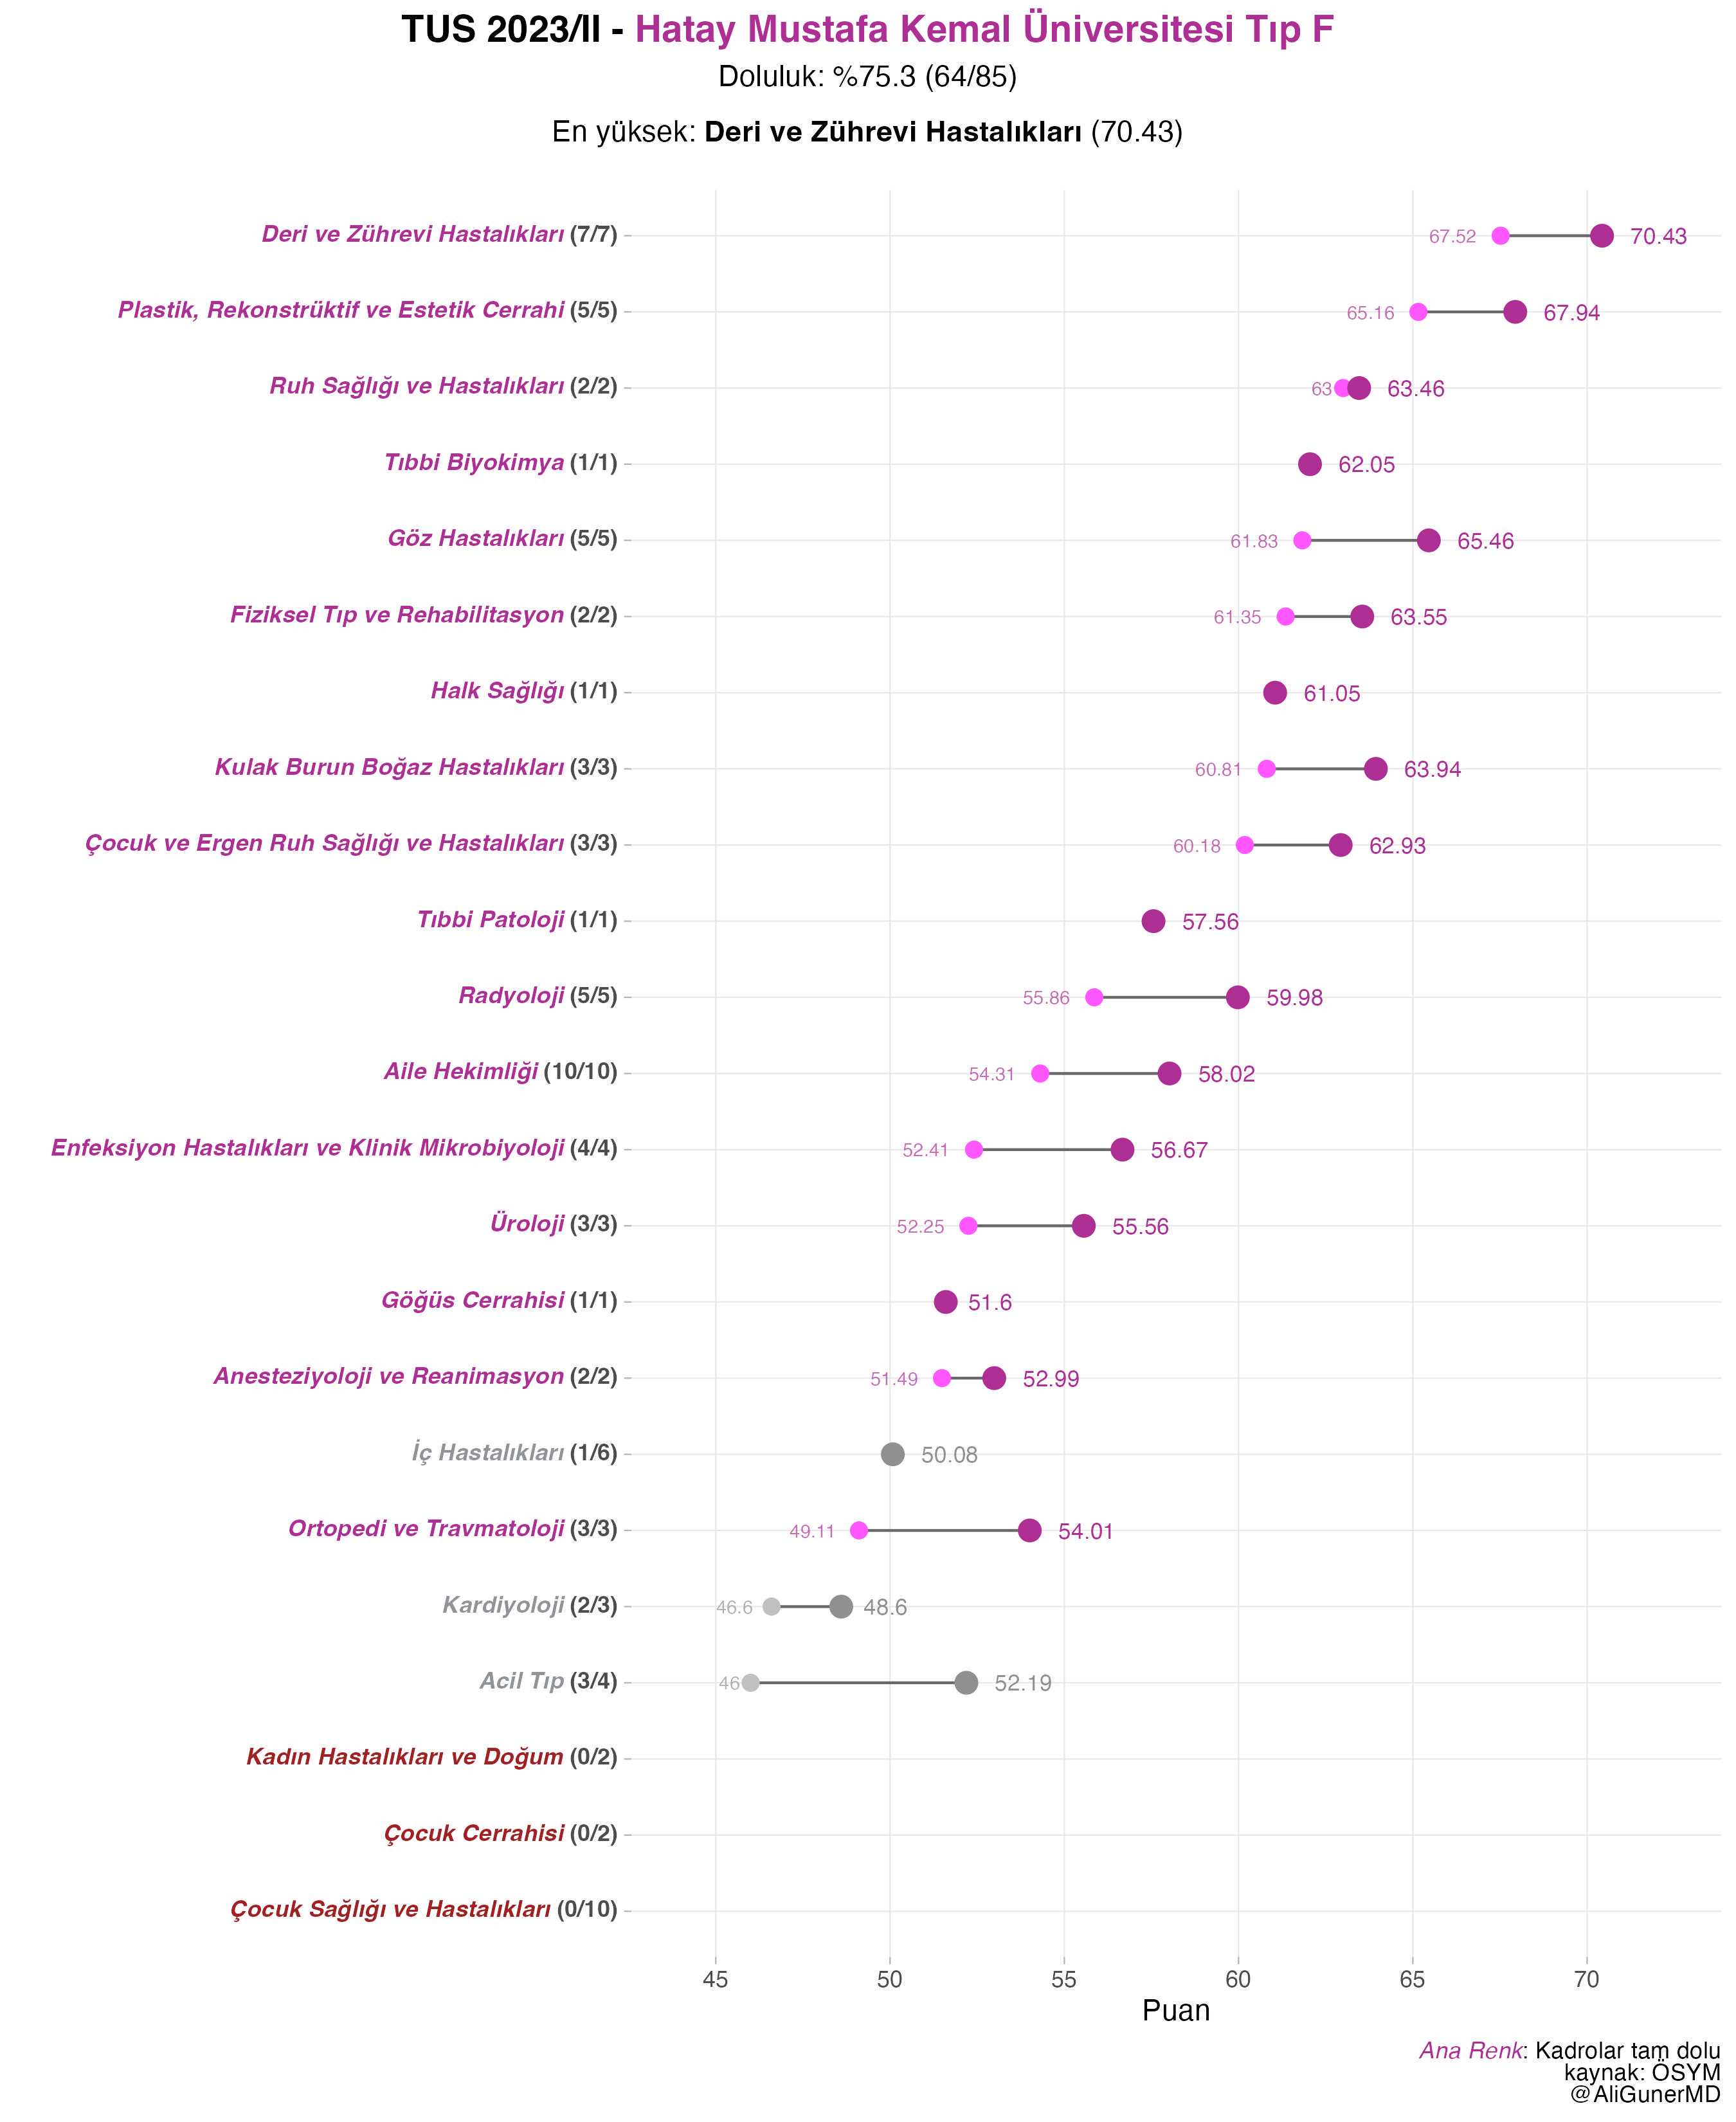 TUS 2023/II - Hatay Mustafa Kemal Üniversitesi Tıp F
Doluluk: %75.3 (64/85)
En yüksek: Deri ve Zührevi Hastalıkları (70.43)
Deri ve Zührevi Hastalıkları (7/7) 67.52 70.43
Plastik, Rekonstrüktif ve Estetik Cerrahi (5/5) 65.16 67.94
Ruh Sağlığı ve Hastalıkları (2/2) 63 63.46
Tıbbi Biyokimya (1/1) 62.05
Göz Hastalıkları (5/5) 61.83 65.46
Fiziksel Tıp ve Rehabilitasyon (2/2) 61.35 63.55
Halk Sağlığı (1/1) 61.05
Kulak Burun Boğaz Hastalıkları (3/3) 60.81 63.94
Çocuk ve Ergen Ruh Sağlığı ve Hastalıkları (3/3) 60.18 62.93
Tıbbi Patoloji (1/1) 57.56
Radyoloji (5/5) 55.86 59.98
Aile Hekimliği (10/10) 54.31 58.02
Enfeksiyon Hastalıkları ve Klinik Mikrobiyoloji (4/4) 52.41 56.67
Üroloji (3/3) 52.25 55.56
Göğüs Cerrahisi (1/1) 51.6
Anesteziyoloji ve Reanimasyon (2/2) 51.49 52.99
İç Hastalıkları (1/6) 50.08
Ortopedi ve Travmatoloji (3/3) 49.11 54.01
Kardiyoloji (2/3) 46.6 48.6
Acil Tıp (3/4) 46 52.19
Kadın Hastalıkları ve Doğum (0/2)
Çocuk Cerrahisi (0/2)
Çocuk Sağlığı ve Hastalıkları (0/10)
45 50 55 60 65 70
Puan
Ana Renk: Kadrolar tam dolu
kaynak: ÖSYM
@AliGunerMD